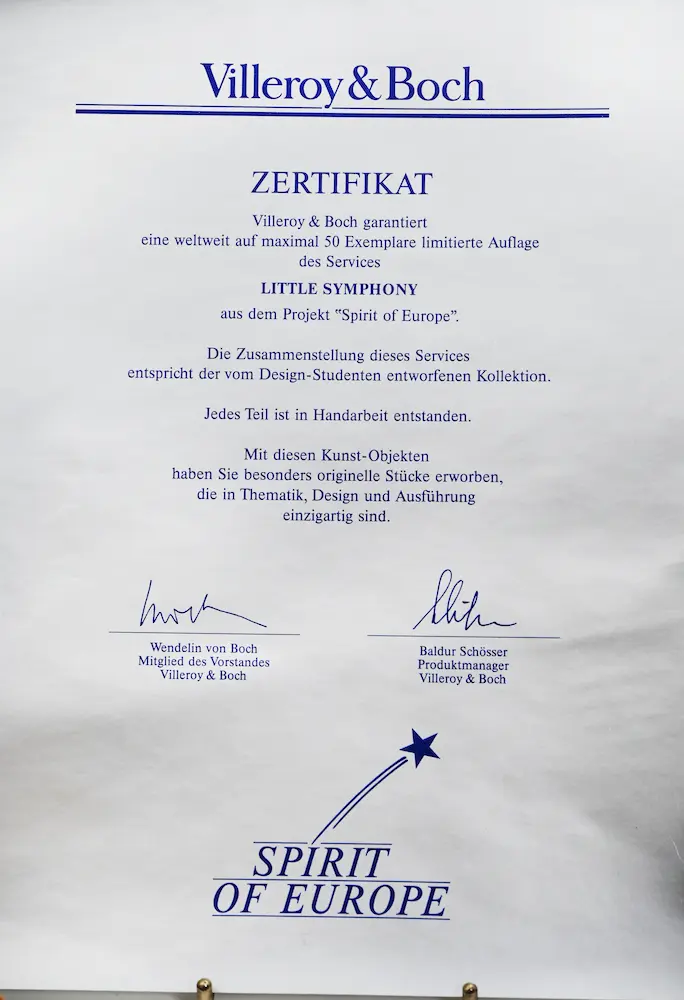 Villeroy & Boch
ZERTIFIKAT
Villeroy & Boch garantiert
eine weltweit auf maximal 50 Exemplare limitierte Auflage
des Services
LITTLE SYMPHONY
aus dem Projekt "Spirit of Europe".
Die Zusammenstellung dieses Services
entspricht der vom Design-Studenten entworfenen Kollektion.
Jedes Teil ist in Handarbeit entstanden.
Mit diesen Kunst-Objekten
haben Sie besonders originelle Stücke erworben,
die in Thematik, Design und Ausführung
einzigartig sind.
Wendelin von Boch
Mitglied des Vorstandes
Villeroy & Boch
Baldur Schösser
Produktmanager
Villeroy & Boch
SPIRIT
OF EUROPE